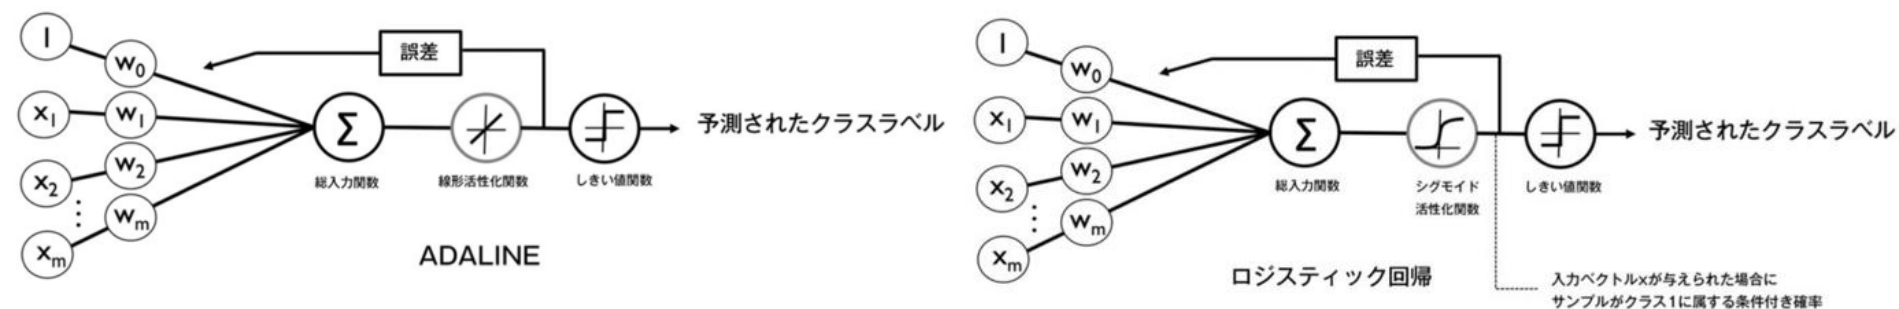 1
w0
x1
w1
x2
w2
xm
wm
誤差
Σ
総入力関数
線形活性化関数
しきい値関数
予測されたクラスラベル
ADALINE
1
w0
x1
w1
x2
w2
xm
wm
誤差
Σ
総入力関数
シグモイド
活性化関数
しきい値関数
予測されたクラスラベル
ロジスティック回帰
入力ベクトルxが与えられた場合に
サンプルがクラス1に属する条件付き確率